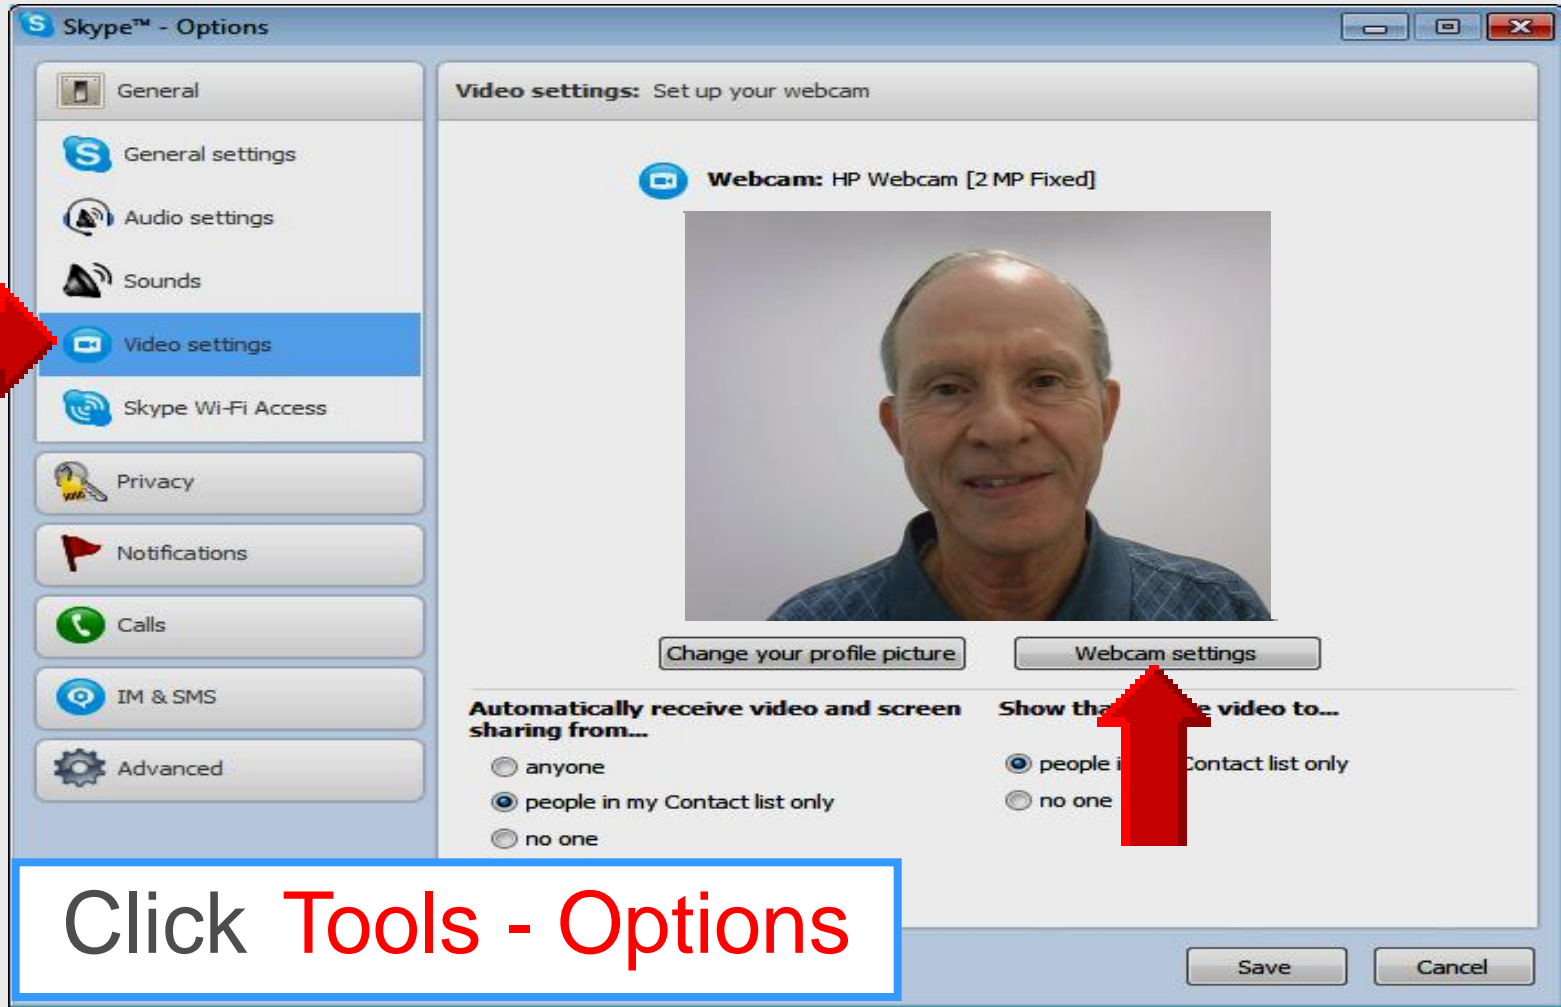 Skype™ - Options
General
General settings
Audio settings
Sounds
Video settings
Skype Wi-Fi Access
Privacy
Notifications
Calls
IM & SMS
Advanced
Video settings: Set up your webcam
Webcam: HP Webcam [2 MP Fixed]
Change your profile picture
Webcam settings
Automatically receive video and screen
sharing from...
anyone
people in my Contact list only
no one
Show video to...
people Contact list only
no one
Click Tools - Options
Save
Cancel